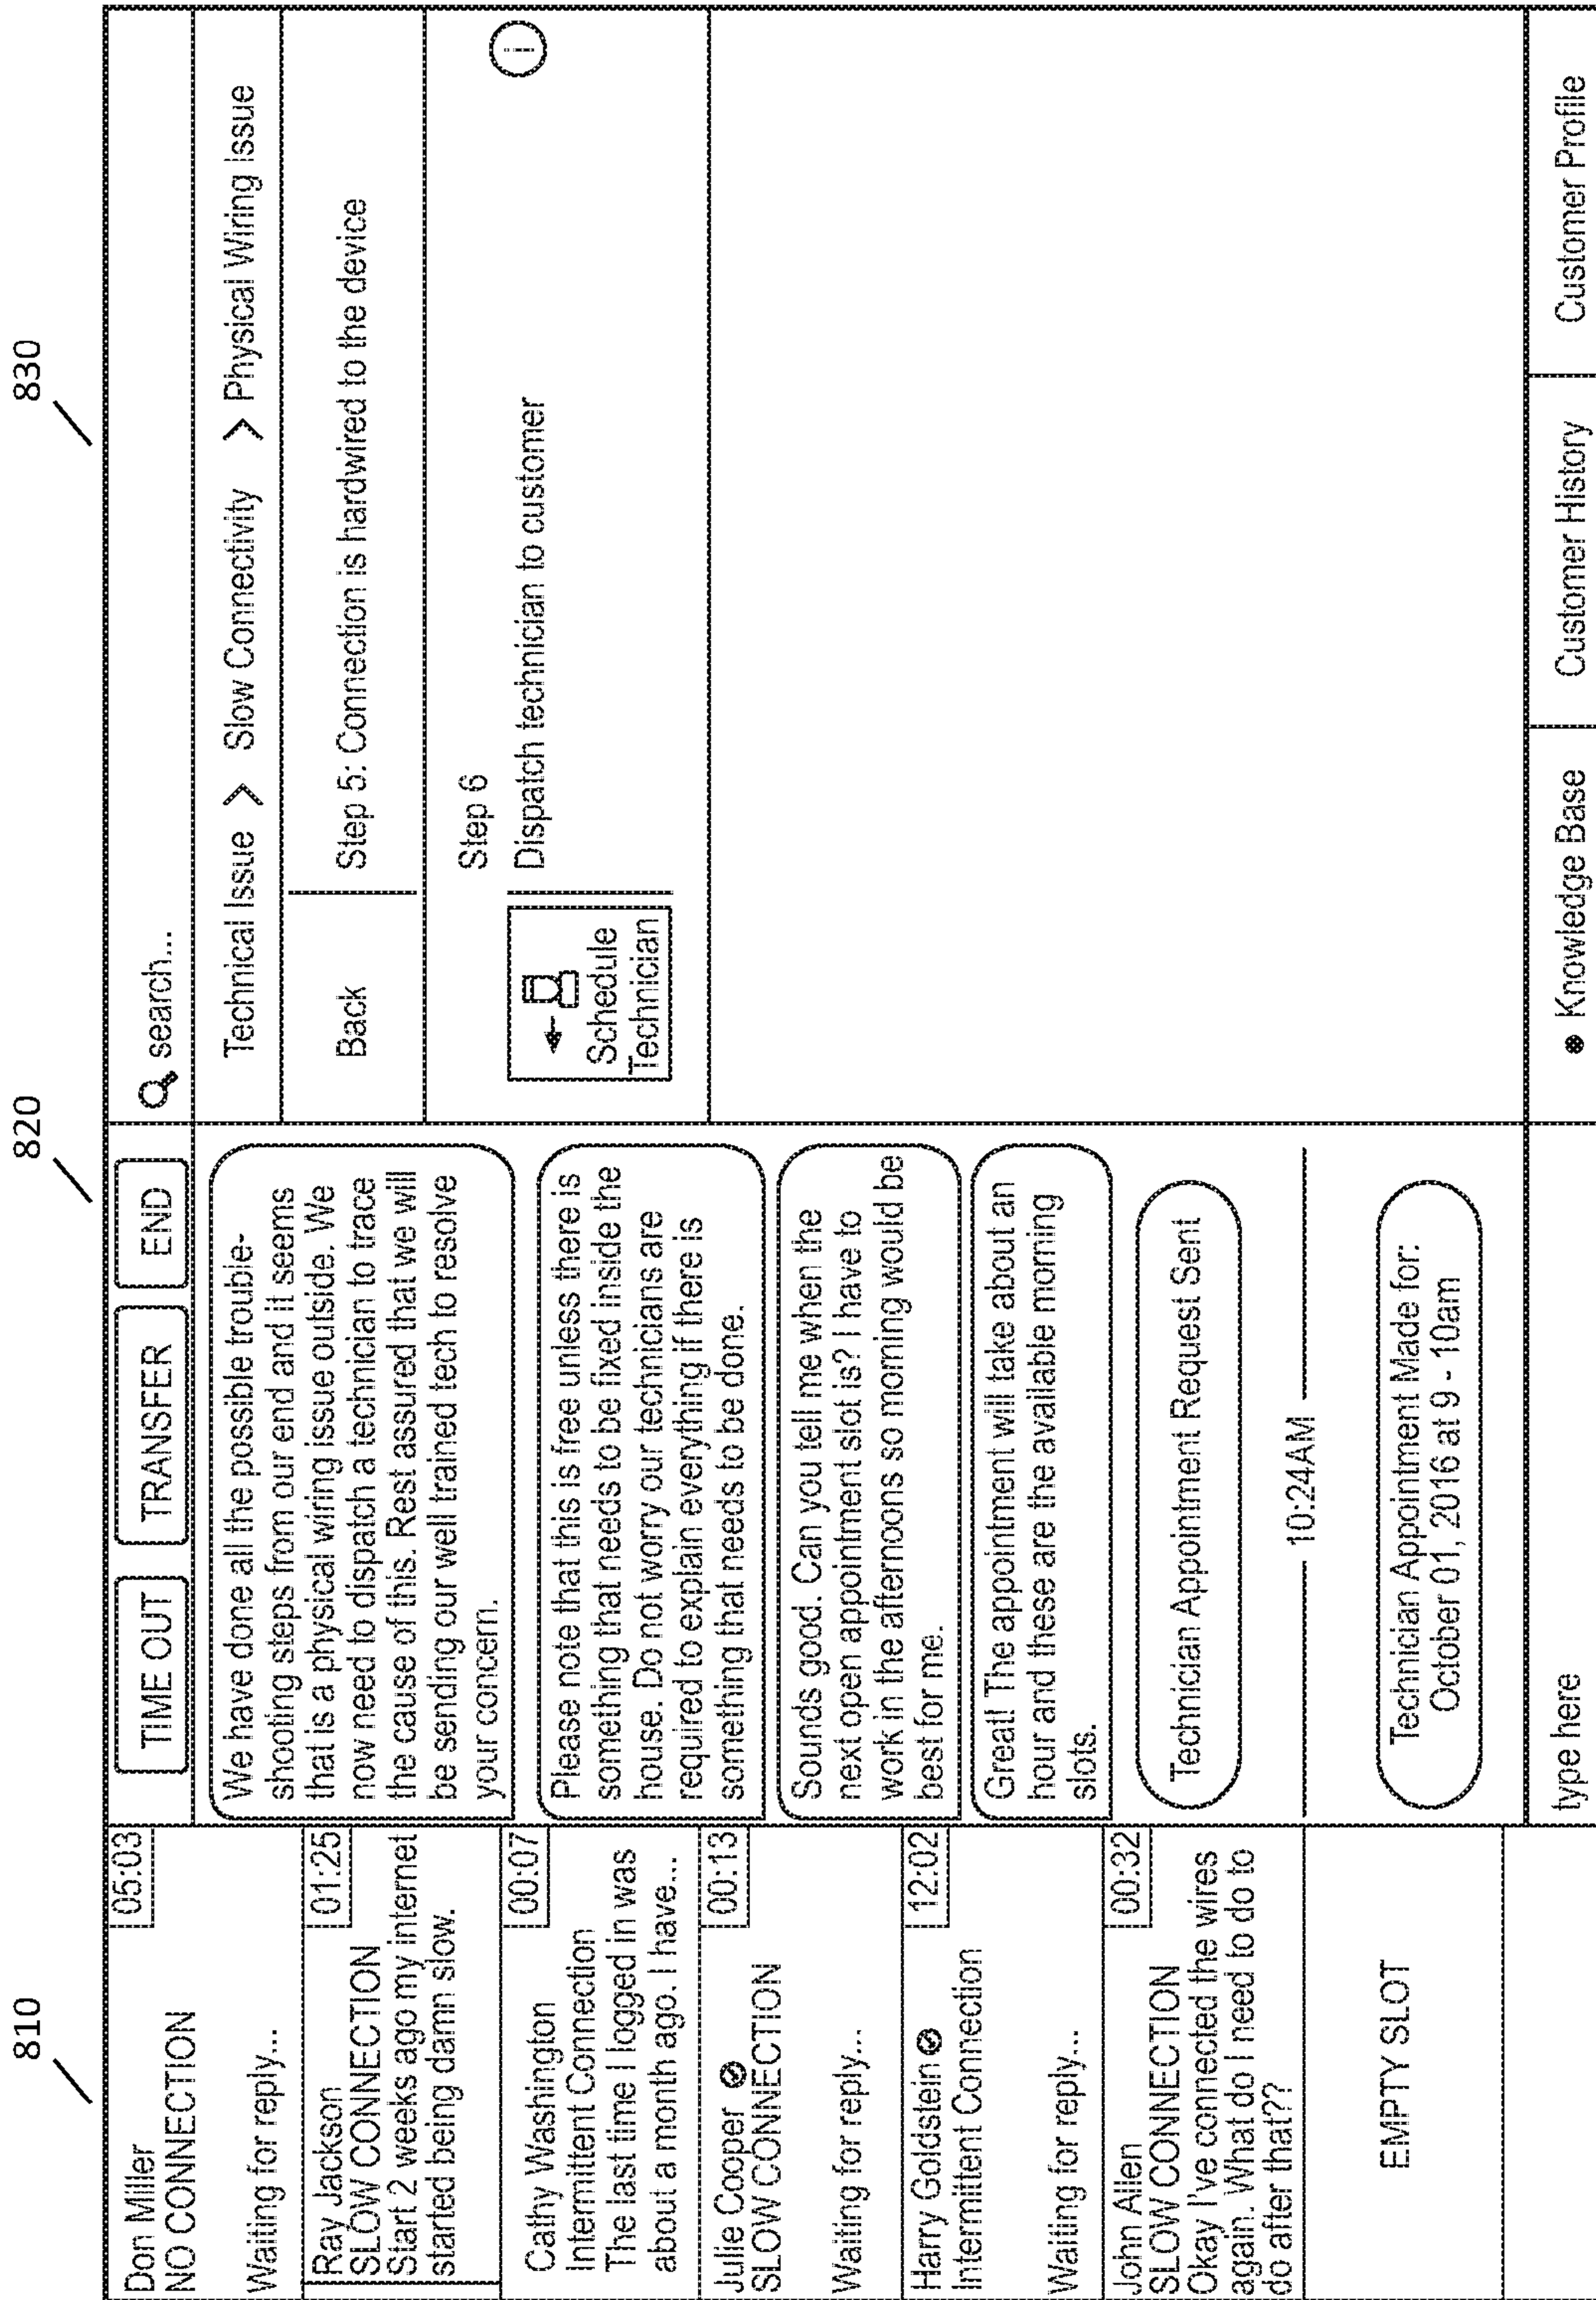 810
820
830
Don Miller
05:03
NO CONNECTION
Waiting for reply...
Ray Jackson
01:25
SLOW CONNECTION
Start 2 weeks ago my internet
started being damn slow.
Cathy Washington
00:07
Intermittent Connection
The last time I logged in was
about a month ago. I have...
Julie Cooper
00:13
SLOW CONNECTION
Waiting for reply...
Harry Goldstein
12:02
Intermittent Connection
Waiting for reply...
John Allen
00:32
SLOW CONNECTION
Okay I've connected the wires
again. What do I need to do to
do after that??
EMPTY SLOT
TIME OUT
TRANSFER
END
We have done all the possible trouble-
shooting steps from our end and it seems
that is a physical wiring issue outside. We
now need to dispatch a technician to trace
the cause of this. Rest assured that we will
be sending our well trained tech to resolve
your concern.
Please note that this is free unless there is
something that needs to be fixed inside the
house. Do not worry our technicians are
required to explain everything if there is
something that needs to be done.
Sounds good. Can you tell me when the
next open appointment slot is? I have to
work in the afternoons so morning would be
best for me.
Great! The appointment will take about an
hour and these are the available morning
slots.
Technician Appointment Request Sent
10:24AM
Technician Appointment Made for:
October 01, 2016 at 9 - 10am
type here
search...
Technical Issue > Slow Connectivity > Physical Wiring Issue
Back
Step 5: Connection is hardwired to the device
Step 6
i
Schedule
Technician
Dispatch technician to customer
Knowledge Base
Customer History
Customer Profile